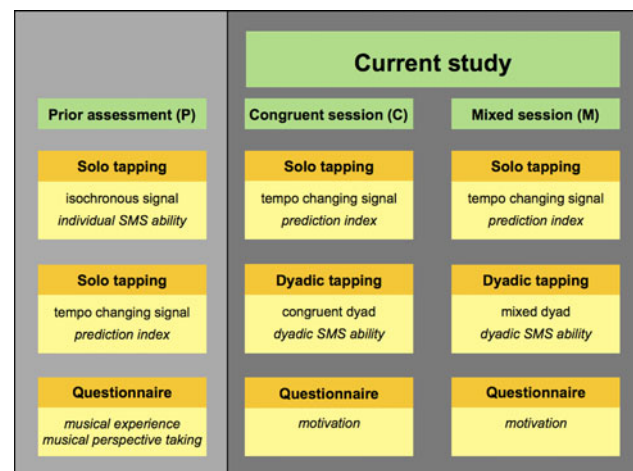 Current study
Prior assessment (P)
Solo tapping
isochronous signal
individual SMS ability
Solo tapping
tempo changing signal
prediction index
Questionnaire
musical experience
musical perspective taking
Congruent session (C)
Solo tapping
tempo changing signal
prediction index
Dyadic tapping
congruent dyad
dyadic SMS ability
Questionnaire
motivation
Mixed session (M)
Solo tapping
tempo changing signal
prediction index
Dyadic tapping
mixed dyad
dyadic SMS ability
Questionnaire
motivation